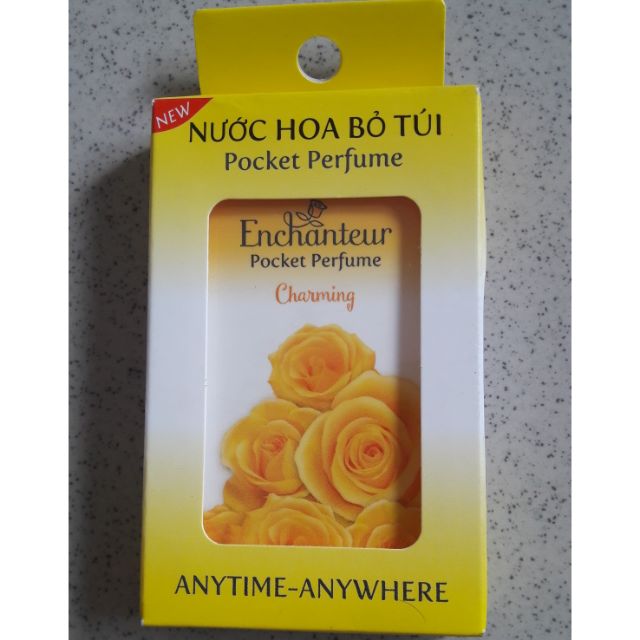 NEW
NƯỚC HOA BỎ TÚI
Pocket Perfume
Enchanteur
Pocket Perfume
Charming
ANYTIME-ANYWHERE